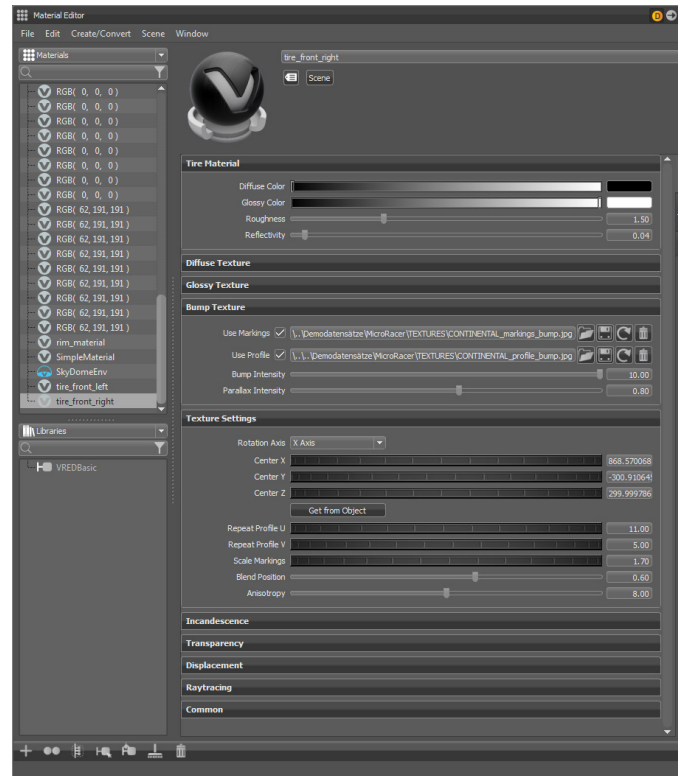 Material Editor
D
File Edit Create/Convert Scene Window
Materials
RGB( 0, 0, 0 )
RGB( 0, 0, 0 )
RGB( 0, 0, 0 )
RGB( 0, 0, 0 )
RGB( 0, 0, 0 )
RGB( 0, 0, 0 )
RGB( 0, 0, 0 )
RGB( 0, 0, 0 )
RGB( 62, 191, 191 )
RGB( 62, 191, 191 )
RGB( 62, 191, 191 )
RGB( 62, 191, 191 )
RGB( 62, 191, 191 )
RGB( 62, 191, 191 )
RGB( 62, 191, 191 )
RGB( 62, 191, 191 )
RGB( 62, 191, 191 )
rim_material
SimpleMaterial
SkyDomeEnv
tire_front_left
tire_front_right
Libraries
VREDBasic
tire_front_right
Scene
Tire Material
Diffuse Color
Glossy Color
Roughness 1.50
Reflectivity 0.04
Diffuse Texture
Glossy Texture
Bump Texture
Use Markings \..\Demodatensätze\MicroRacer\TEXTURES\CONTINENTAL_markings_bump.jpg
Use Profile \..\..\Demodatensätze\MicroRacer\TEXTURES\CONTINENTAL_profile_bump.jpg
Bump Intensity 10.00
Parallax Intensity 0.80
Texture Settings
Rotation Axis X Axis
Center X 868.570068
Center Y -300.91064
Center Z 299.999786
Get from Object
Repeat Profile U 11.00
Repeat Profile V 5.00
Scale Markings 1.70
Blend Position 0.60
Anisotropy 8.00
Incandescence
Transparency
Displacement
Raytracing
Common